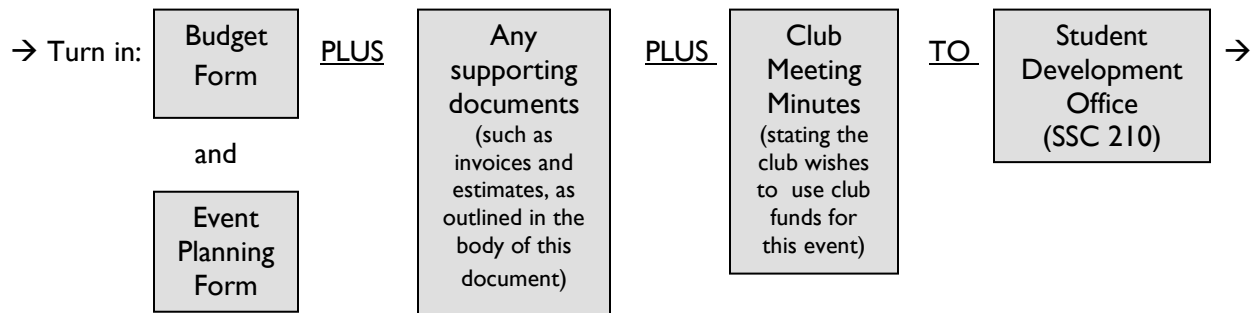 → Turn in:
Budget
Form
and
Event
Planning
Form
PLUS
Any
supporting
documents
(such as
invoices and
estimates, as
outlined in the
body of this
document)
PLUS
Club
Meeting
Minutes
(stating the
club wishes
to use club
funds for
this event)
TO
Student
Development
Office
(SSC 210)
→